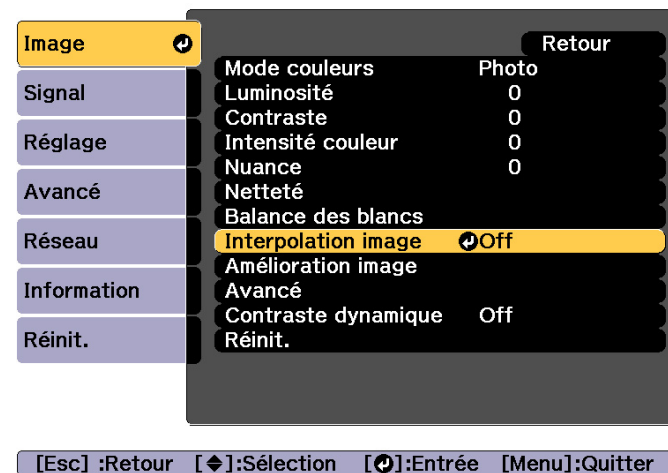 Image
Signal
Réglage
Avancé
Réseau
Information
Réinit.
Retour
Mode couleurs Photo
Luminosité 0
Contraste 0
Intensité couleur 0
Nuance 0
Netteté
Balance des blancs
Interpolation image Off
Amélioration image
Avancé
Contraste dynamique Off
Réinit.
[Esc] :Retour [ ]:Sélection [ ]:Entrée [Menu]:Quitter